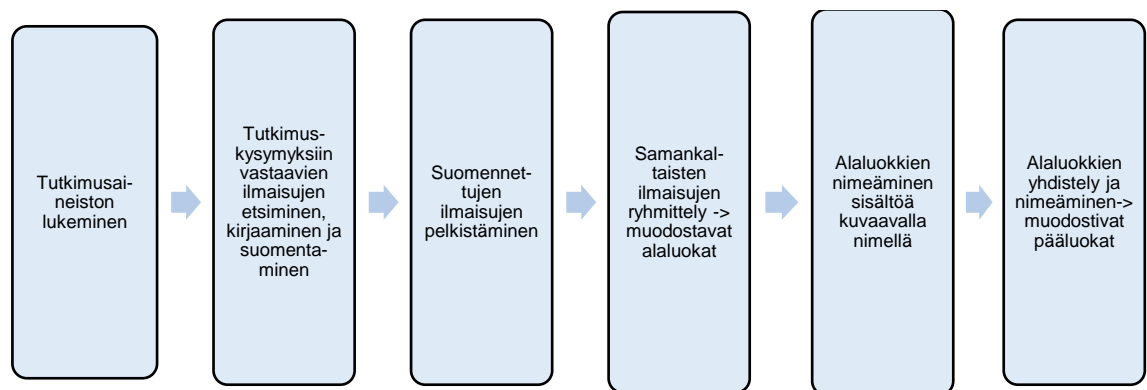 Tutkimusai-
neiston
lukeminen
Tutkimus-
kysymyksiin
vastaavien
ilmaisujen
etsiminen,
kirjaaminen ja
suomenta-
minen
Suomennet-
tujen
ilmaisujen
pelkistäminen
Samankal-
taisten
ilmaisujen
ryhmittely ->
muodostavat
alaluokat
Alaluokkien
nimeäminen
sisältöä
kuvaavalla
nimellä
Alaluokkien
yhdistely ja
nimeäminen->
muodostivat
pääluokat